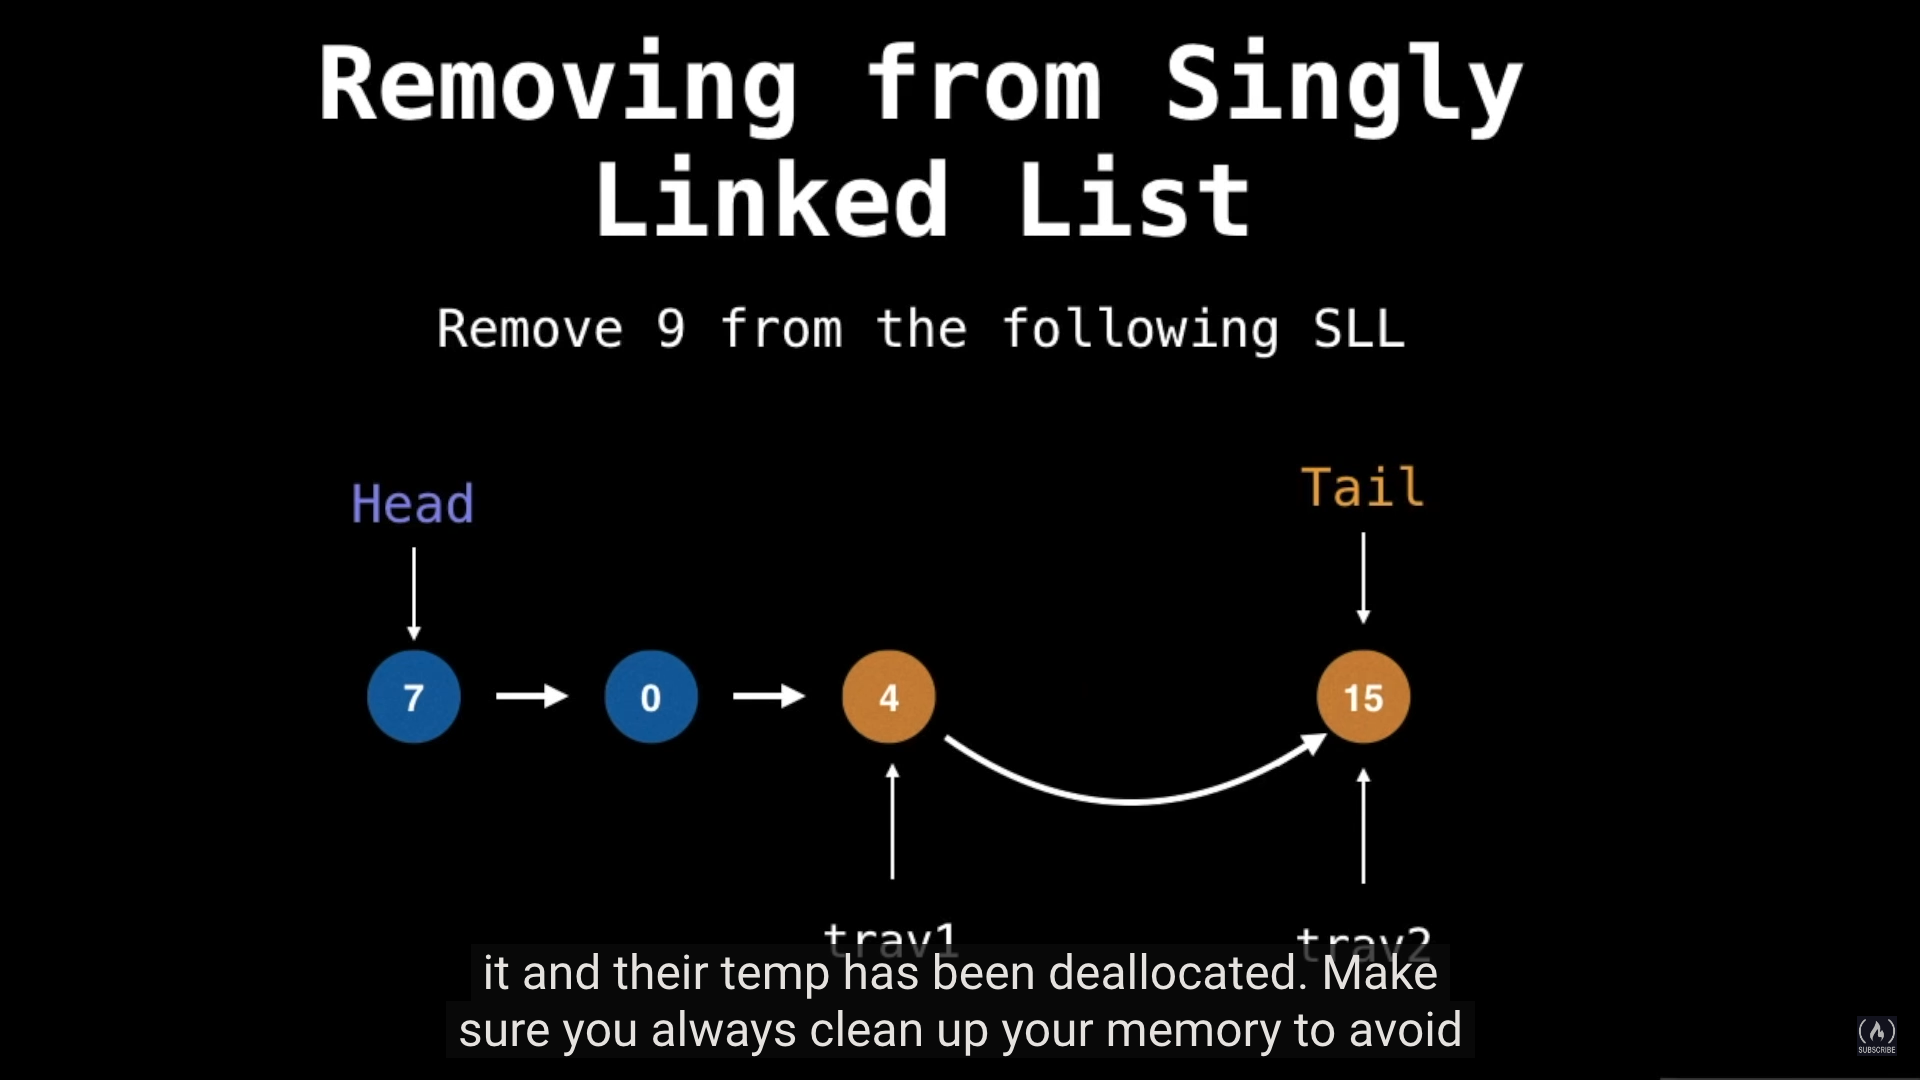 Removing from Singly
Linked List
Remove 9 from the following SLL
Head
Tail
7
0
4
15
trav1
trav2
it and their temp has been deallocated. Make
sure you always clean up your memory to avoid
SUBSCRIBE